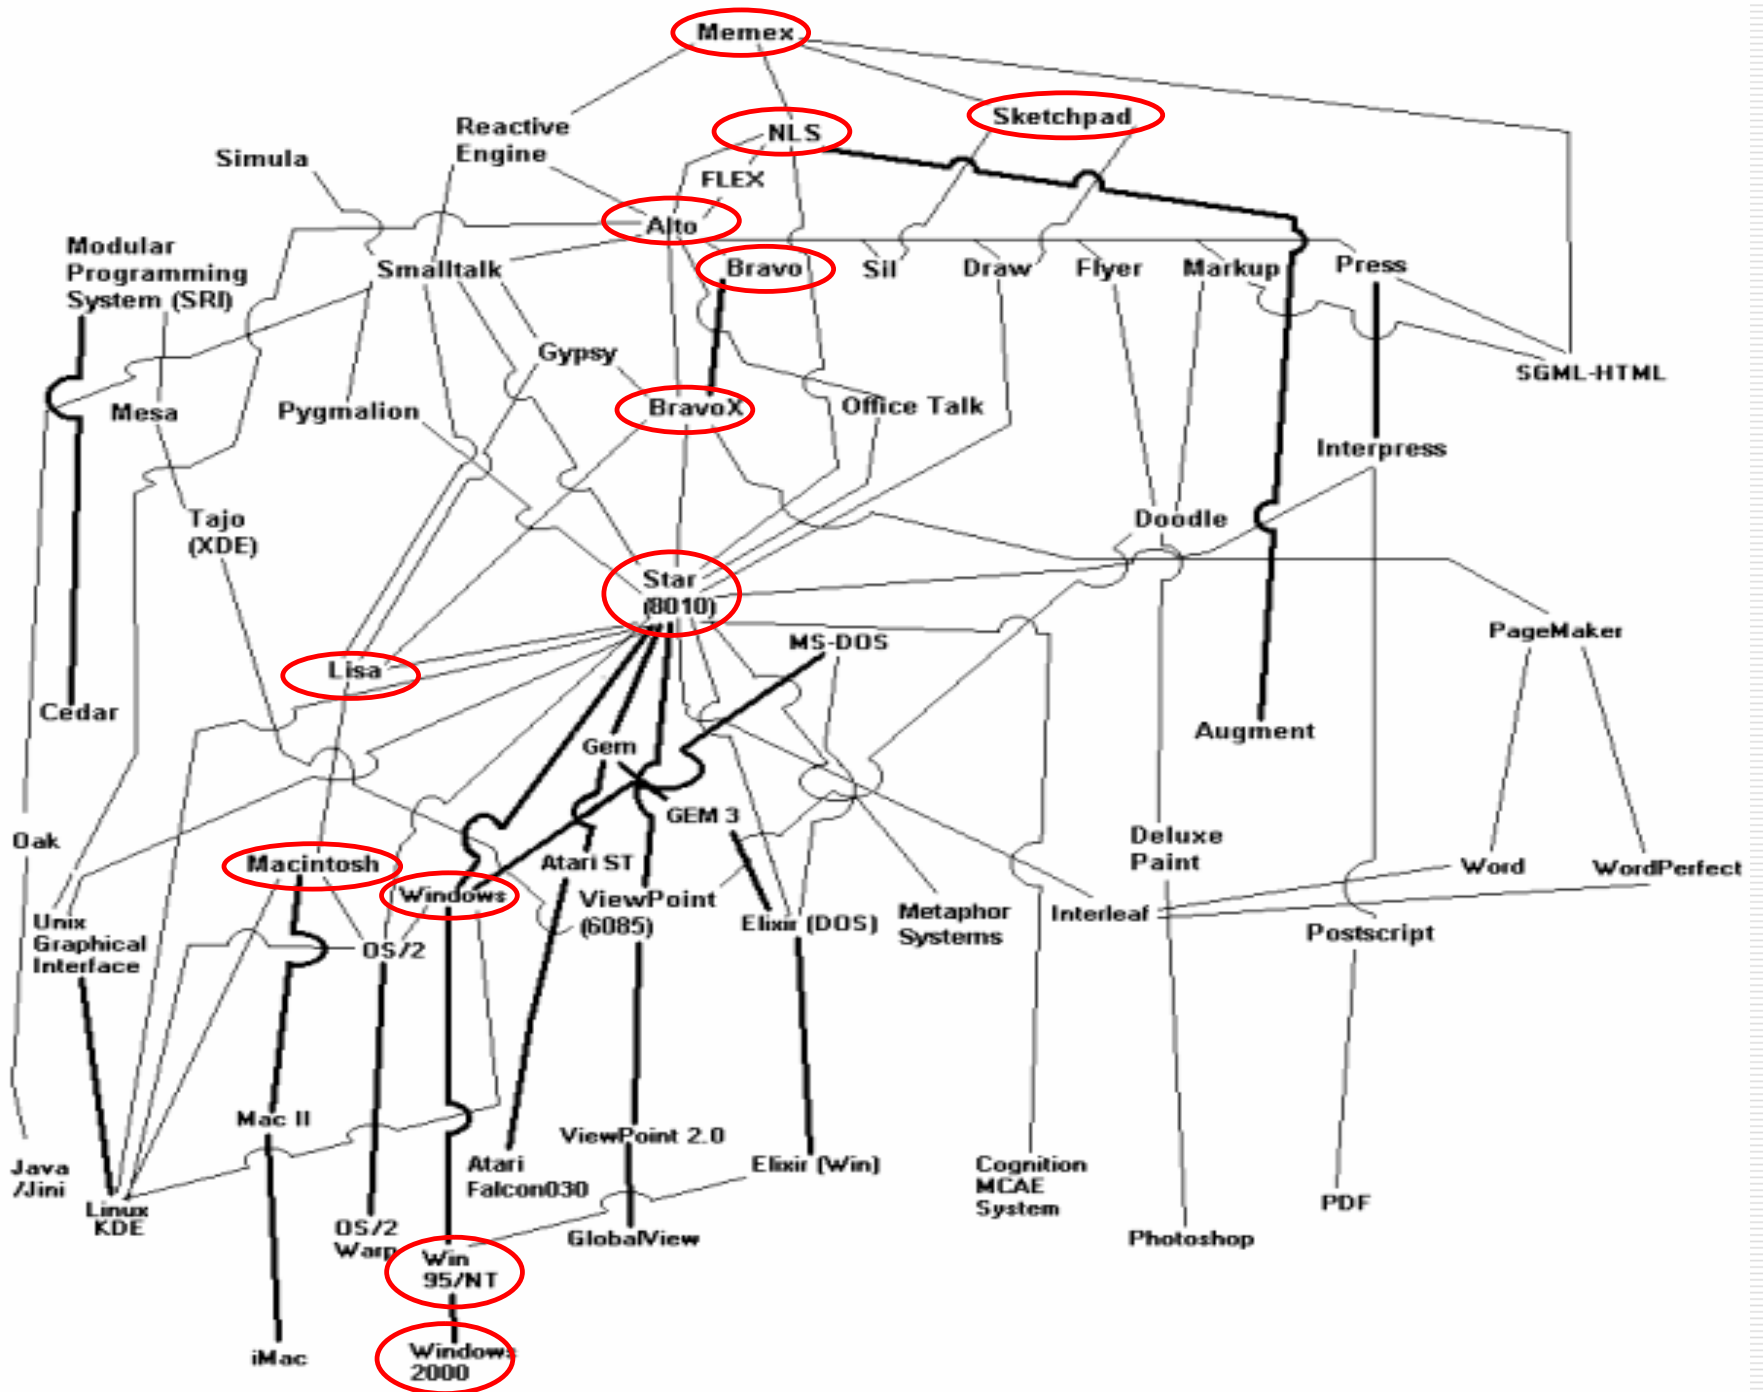 Memex
Sketchpad
Reactive
Engine
NLS
Simula
FLEX
Alto
Modular
Programming
System (SRI)
Smalltalk
Bravo
Sil
Draw
Flyer
Markup
Press
Gypsy
SGML-HTML
Mesa
Pygmalion
BravoX
Office Talk
Interpress
Tajo
(XDE)
Doodle
Star
(8010)
MS-DOS
PageMaker
Lisa
Cedar
Augment
Gem
GEM 3
Oak
Macintosh
Atari ST
Deluxe
Paint
Word
WordPerfect
Windows
ViewPoint
(6085)
Elixir (DOS)
Metaphor
Systems
Interleaf
Postscript
Unix
Graphical
Interface
OS/2
Mac II
ViewPoint 2.0
Java
/Jini
Atari
Falcon030
Elixir (Win)
Cognition
MCAE
System
Linux
KDE
PDF
OS/2
Warp
GlobalView
Photoshop
Win
95/NT
iMac
Windows
2000